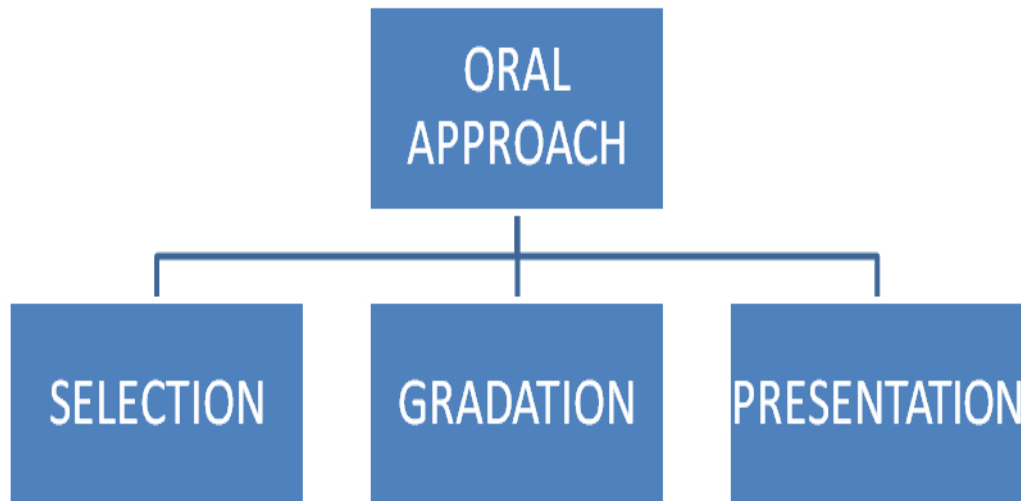 ORAL
APPROACH
SELECTION
GRADATION
PRESENTATION